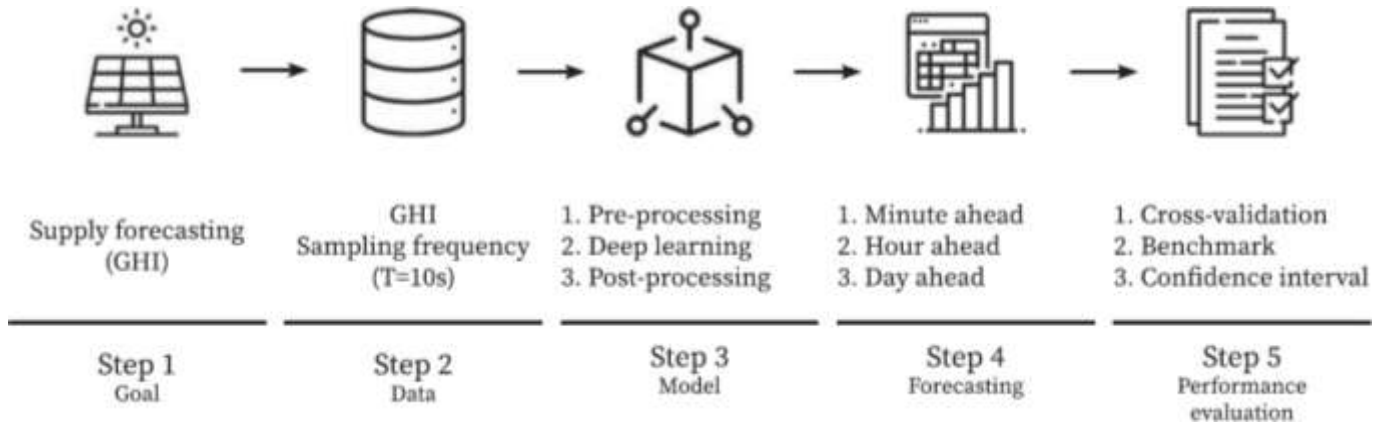 Supply forecasting
(GHI)
GHI
Sampling frequency
(T=10s)
1. Pre-processing
2. Deep learning
3. Post-processing
1. Minute ahead
2. Hour ahead
3. Day ahead
1. Cross-validation
2. Benchmark
3. Confidence interval
Step 1
Goal
Step 2
Data
Step 3
Model
Step 4
Forecasting
Step 5
Performance
evaluation